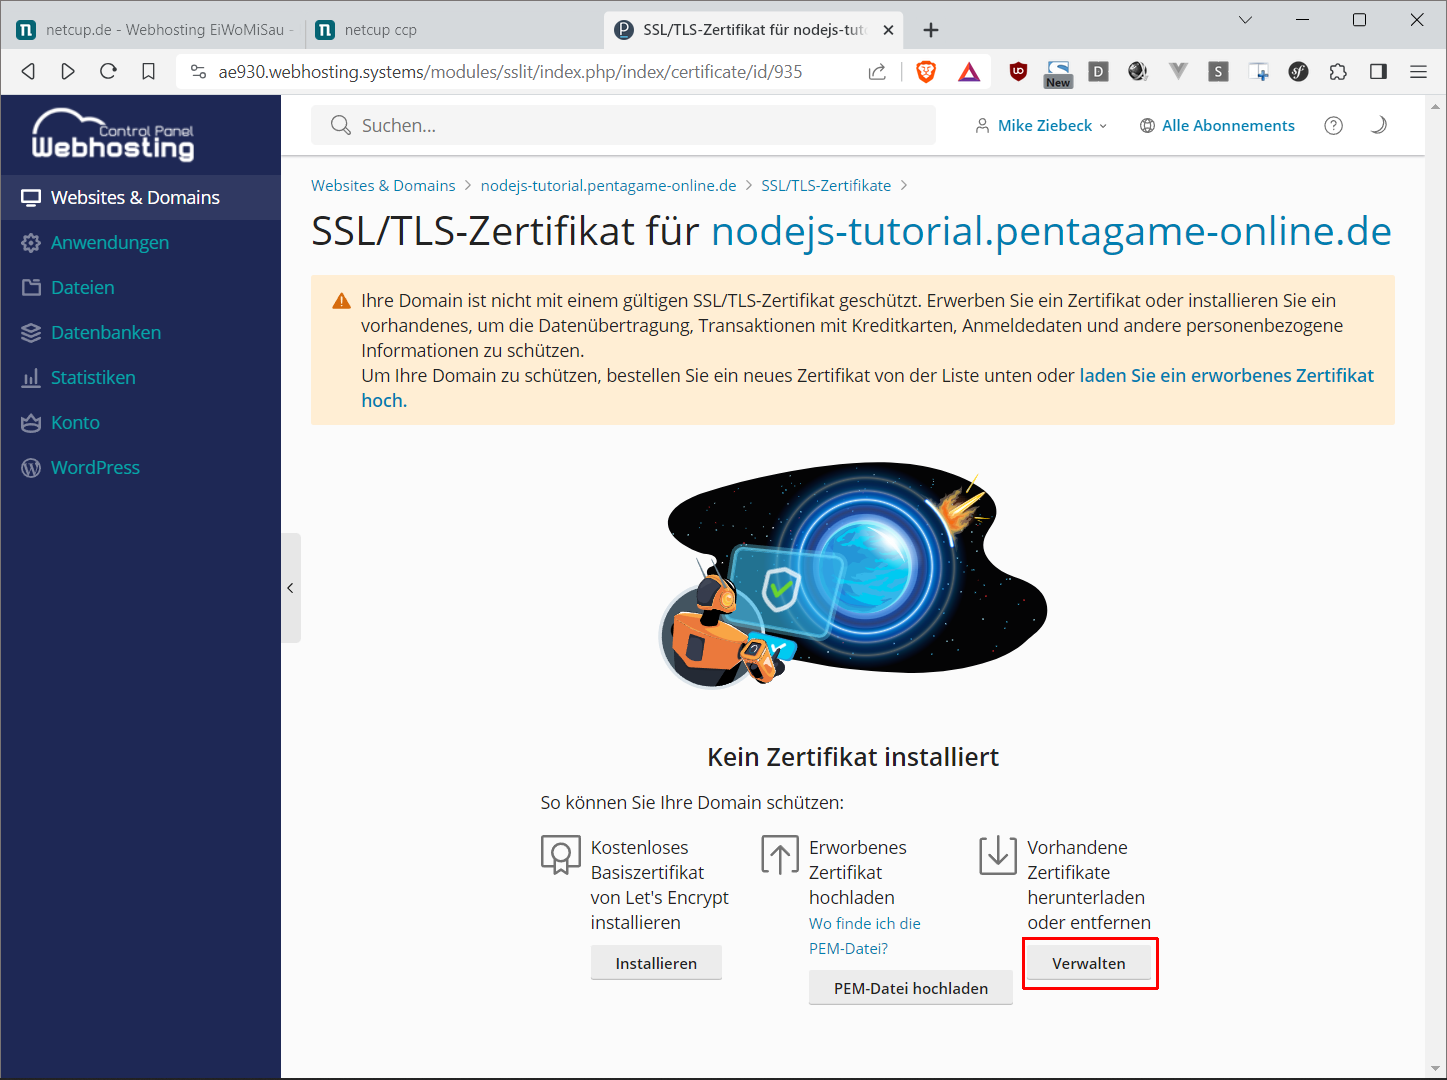 netcup.de - Webhosting EiWoMiSau -
netcup ccp
SSL/TLS-Zertifikat für nodejs-tut
ae930.webhosting.systems/modules/sslit/index.php/index/certificate/id/935
New
D
S
sf
Control Panel
Webhosting
Suchen...
Mike Ziebeck
Alle Abonnements
Websites & Domains
Anwendungen
Dateien
Datenbanken
Statistiken
Konto
WordPress
Websites & Domains > nodejs-tutorial.pentagame-online.de > SSL/TLS-Zertifikate >
SSL/TLS-Zertifikat für nodejs-tutorial.pentagame-online.de
Ihre Domain ist nicht mit einem gültigen SSL/TLS-Zertifikat geschützt. Erwerben Sie ein Zertifikat oder installieren Sie ein
vorhandenes, um die Datenübertragung, Transaktionen mit Kreditkarten, Anmeldedaten und andere personenbezogene
Informationen zu schützen.
Um Ihre Domain zu schützen, bestellen Sie ein neues Zertifikat von der Liste unten oder laden Sie ein erworbenes Zertifikat
hoch.
Kein Zertifikat installiert
So können Sie Ihre Domain schützen:
Kostenloses
Basiszertifikat
von Let's Encrypt
installieren
Installieren
Erworbenes
Zertifikat
hochladen
Wo finde ich die
PEM-Datei?
PEM-Datei hochladen
Vorhandene
Zertifikate
herunterladen
oder entfernen
Verwalten